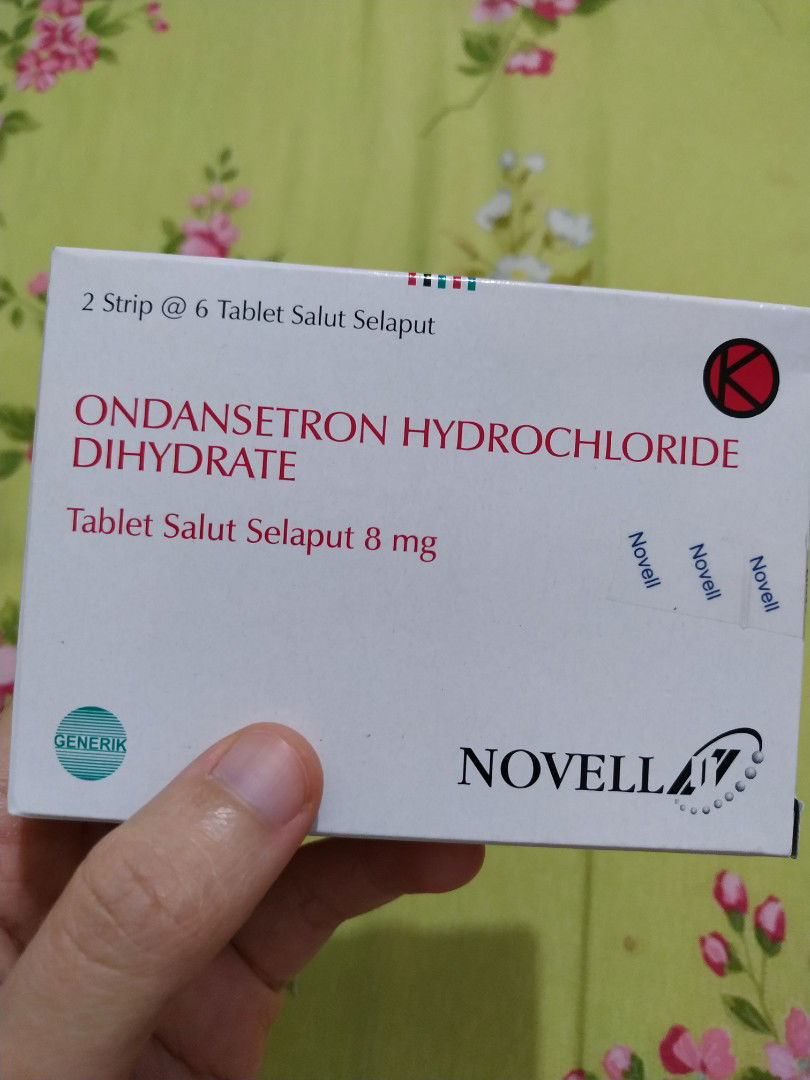 2 Strip @ 6 Tablet Salut Selaput
K
ONDANSETRON HYDROCHLORIDE
DIHYDRATE
Tablet Salut Selaput 8 mg
Novell Novell Novell
GENERIK
NOVELL